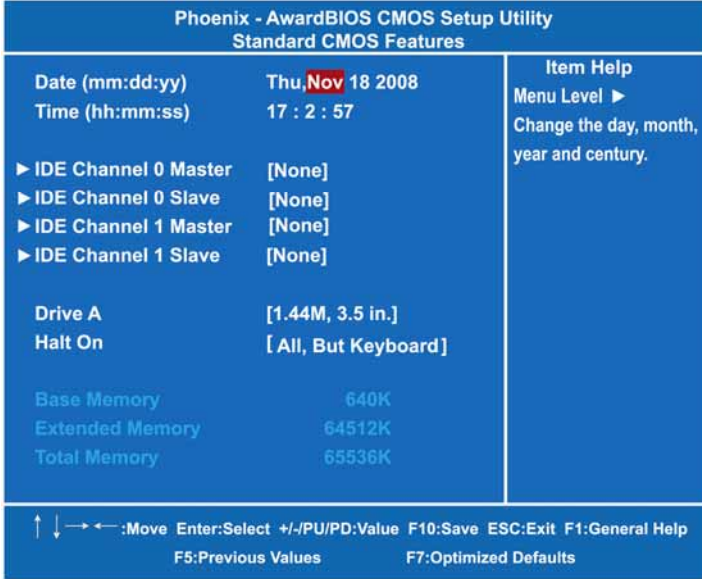 Phoenix - AwardBIOS CMOS Setup Utility
Standard CMOS Features
Date (mm:dd:yy) Thu,Nov 18 2008
Time (hh:mm:ss) 17 : 2 : 57
►IDE Channel 0 Master [None]
►IDE Channel 0 Slave [None]
►IDE Channel 1 Master [None]
►IDE Channel 1 Slave [None]
Drive A [1.44M, 3.5 in.]
Halt On [ All, But Keyboard]
Base Memory 640K
Extended Memory 64512K
Total Memory 65536K
Item Help
Menu Level ►
Change the day, month,
year and century.
↑ ↓→ ←:Move Enter:Select +/-/PU/PD:Value F10:Save ESC:Exit F1:General Help
F5:Previous Values F7:Optimized Defaults